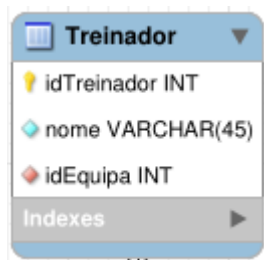 Treinador
idTreinador INT
nome VARCHAR(45)
idEquipa INT
Indexes